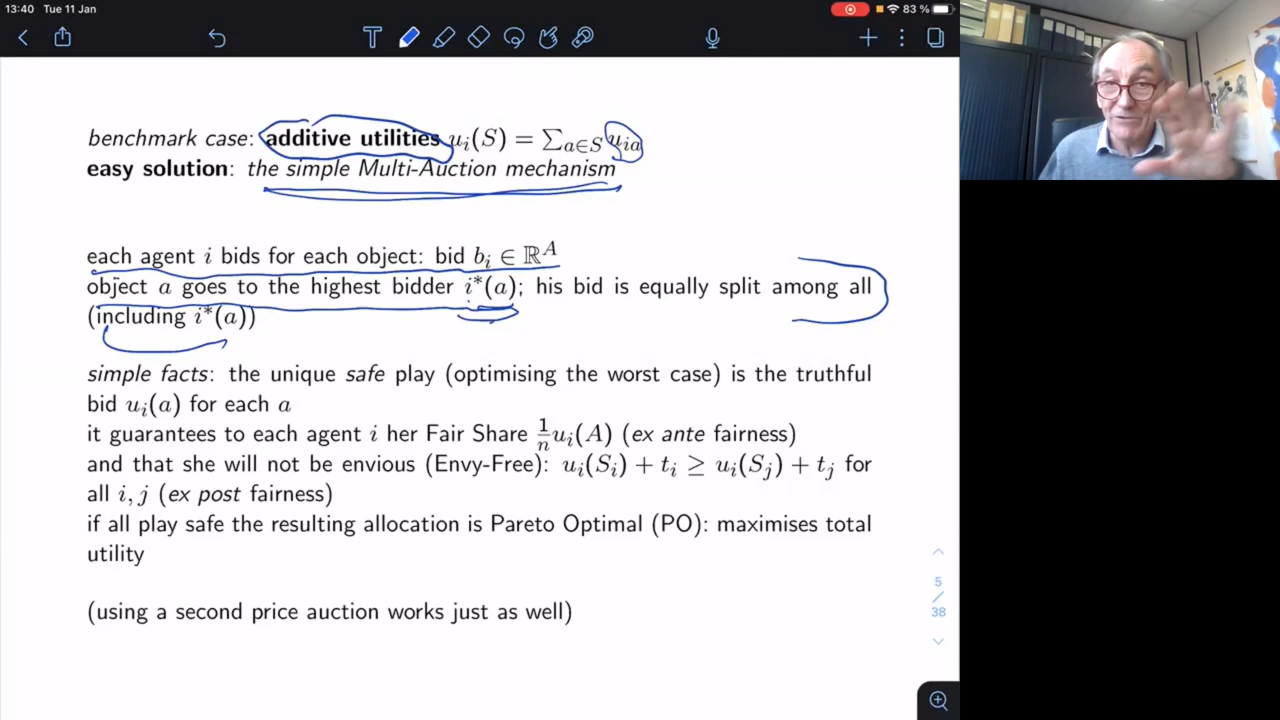 13:40 Tue 11 Jan
83 %
benchmark case: additive utilities u_i(S) = ∑_{a∈S} u_{ia}
easy solution: the simple Multi-Auction mechanism
each agent i bids for each object: bid b_i ∈ ℝ^A
object a goes to the highest bidder i*(a); his bid is equally split among all
(including i*(a))
simple facts: the unique safe play (optimising the worst case) is the truthful
bid u_i(a) for each a
it guarantees to each agent i her Fair Share 1/n u_i(A) (ex ante fairness)
and that she will not be envious (Envy-Free): u_i(S_i) + t_i ≥ u_i(S_j) + t_j for
all i, j (ex post fairness)
if all play safe the resulting allocation is Pareto Optimal (PO): maximises total
utility
(using a second price auction works just as well)
5
/
38